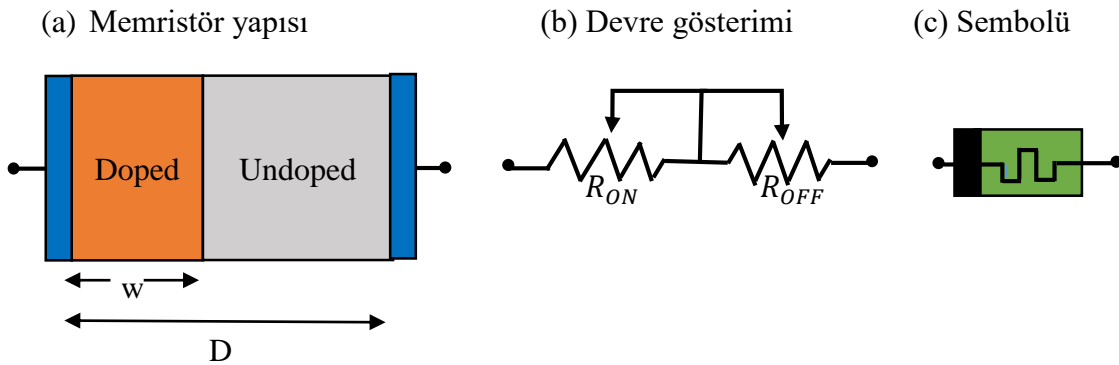 (a) Memristör yapısı
(b) Devre gösterimi
(c) Sembolü
Doped
Undoped
R_ON
R_OFF
w
D